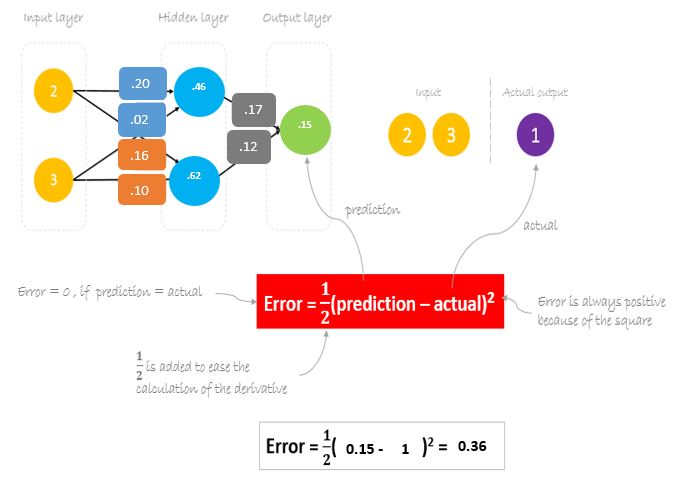 Input layer Hidden layer Output layer
2 .20 .46 .17 .15
.02
3 .16 .62 .12
.10
Input Actual output
2 3 1
prediction
actual
Error = 0 , if prediction = actual
Error = 1/2(prediction – actual)²
Error is always positive
because of the square
1/2 is added to ease the
calculation of the derivative
Error = 1/2( 0.15 - 1 )² = 0.36